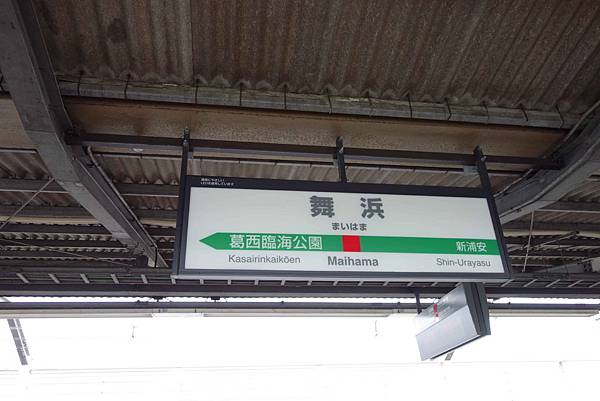 舞浜
まいはま
葛西臨海公園
新浦安
Kasairinkaikōen
Maihama
Shin-Urayasu